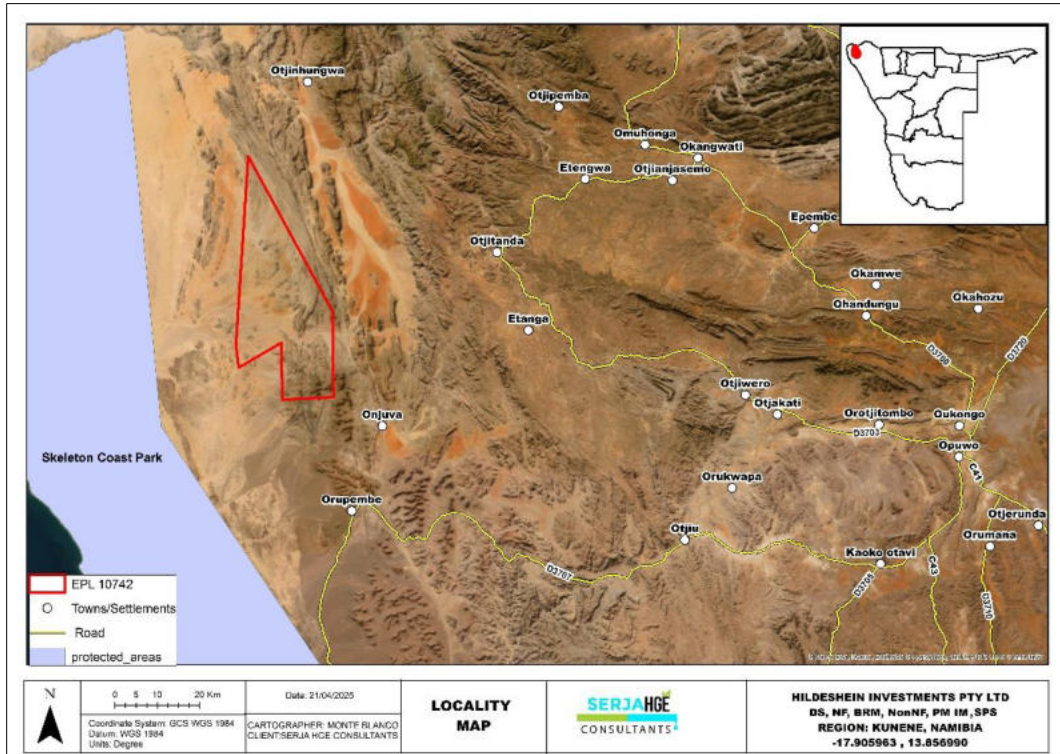 Otjinhungwa
Otjipemba
Omuhonga
Okangwati
Etengwa
Otjianjasemo
Epembe
Otjitanda
Okamwe
Okahozu
Ohandungu
Etanga
D3700
D3720
Otjiwero
Otjakati
Orotjitombo
Oukongo
D3703
Onjuva
Opuwo
Skeleton Coast Park
C41
Orukwapa
Orupembe
Otjerunda
Otjiu
Orumana
Kaoko otavi
D3707
D3705
C43
D3710
EPL 10742
Towns/Settlements
Road
protected_areas
N
0 5 10 20 Km
Coordinate System: GCS WGS 1984
Datum: WGS 1984
Units: Degree
Date: 21/04/2025
CARTOGRAPHER: MONTE BLANCO
CLIENT:SERJA HGE CONSULTANTS
LOCALITY
MAP
SERJAHGE
CONSULTANTS
HILDESHEIN INVESTMENTS PTY LTD
DS, NF, BRM, NonNF, PM IM ,SPS
REGION: KUNENE, NAMIBIA
-17.905963 , 13.856990